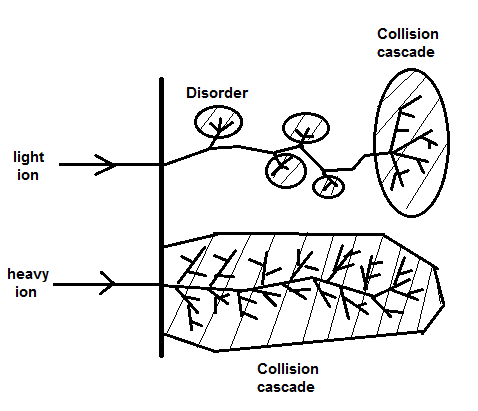 Collision
cascade
Disorder
light
ion
heavy
ion
Collision
cascade